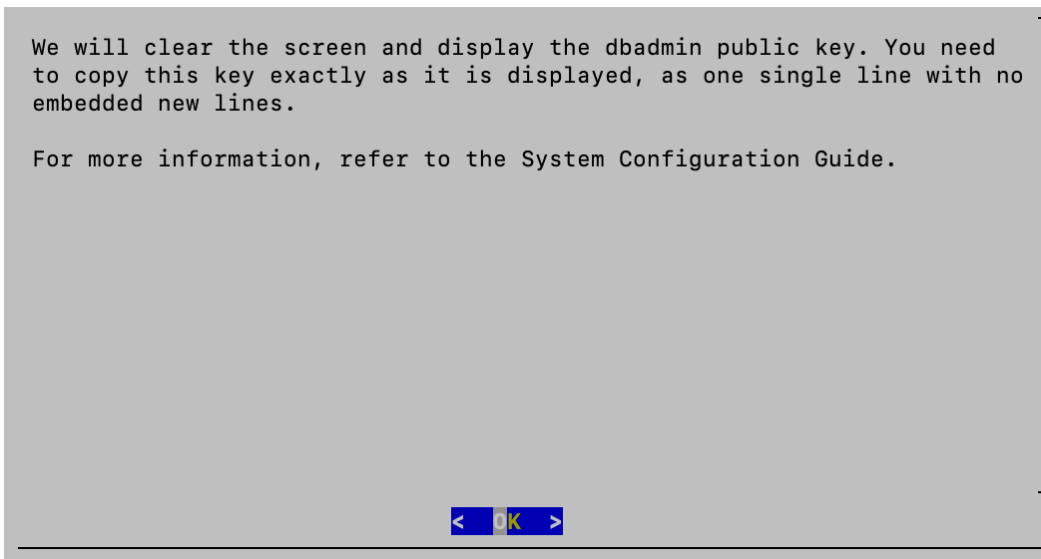 We will clear the screen and display the dbadmin public key. You need
to copy this key exactly as it is displayed, as one single line with no
embedded new lines.
For more information, refer to the System Configuration Guide.
<  OK  >